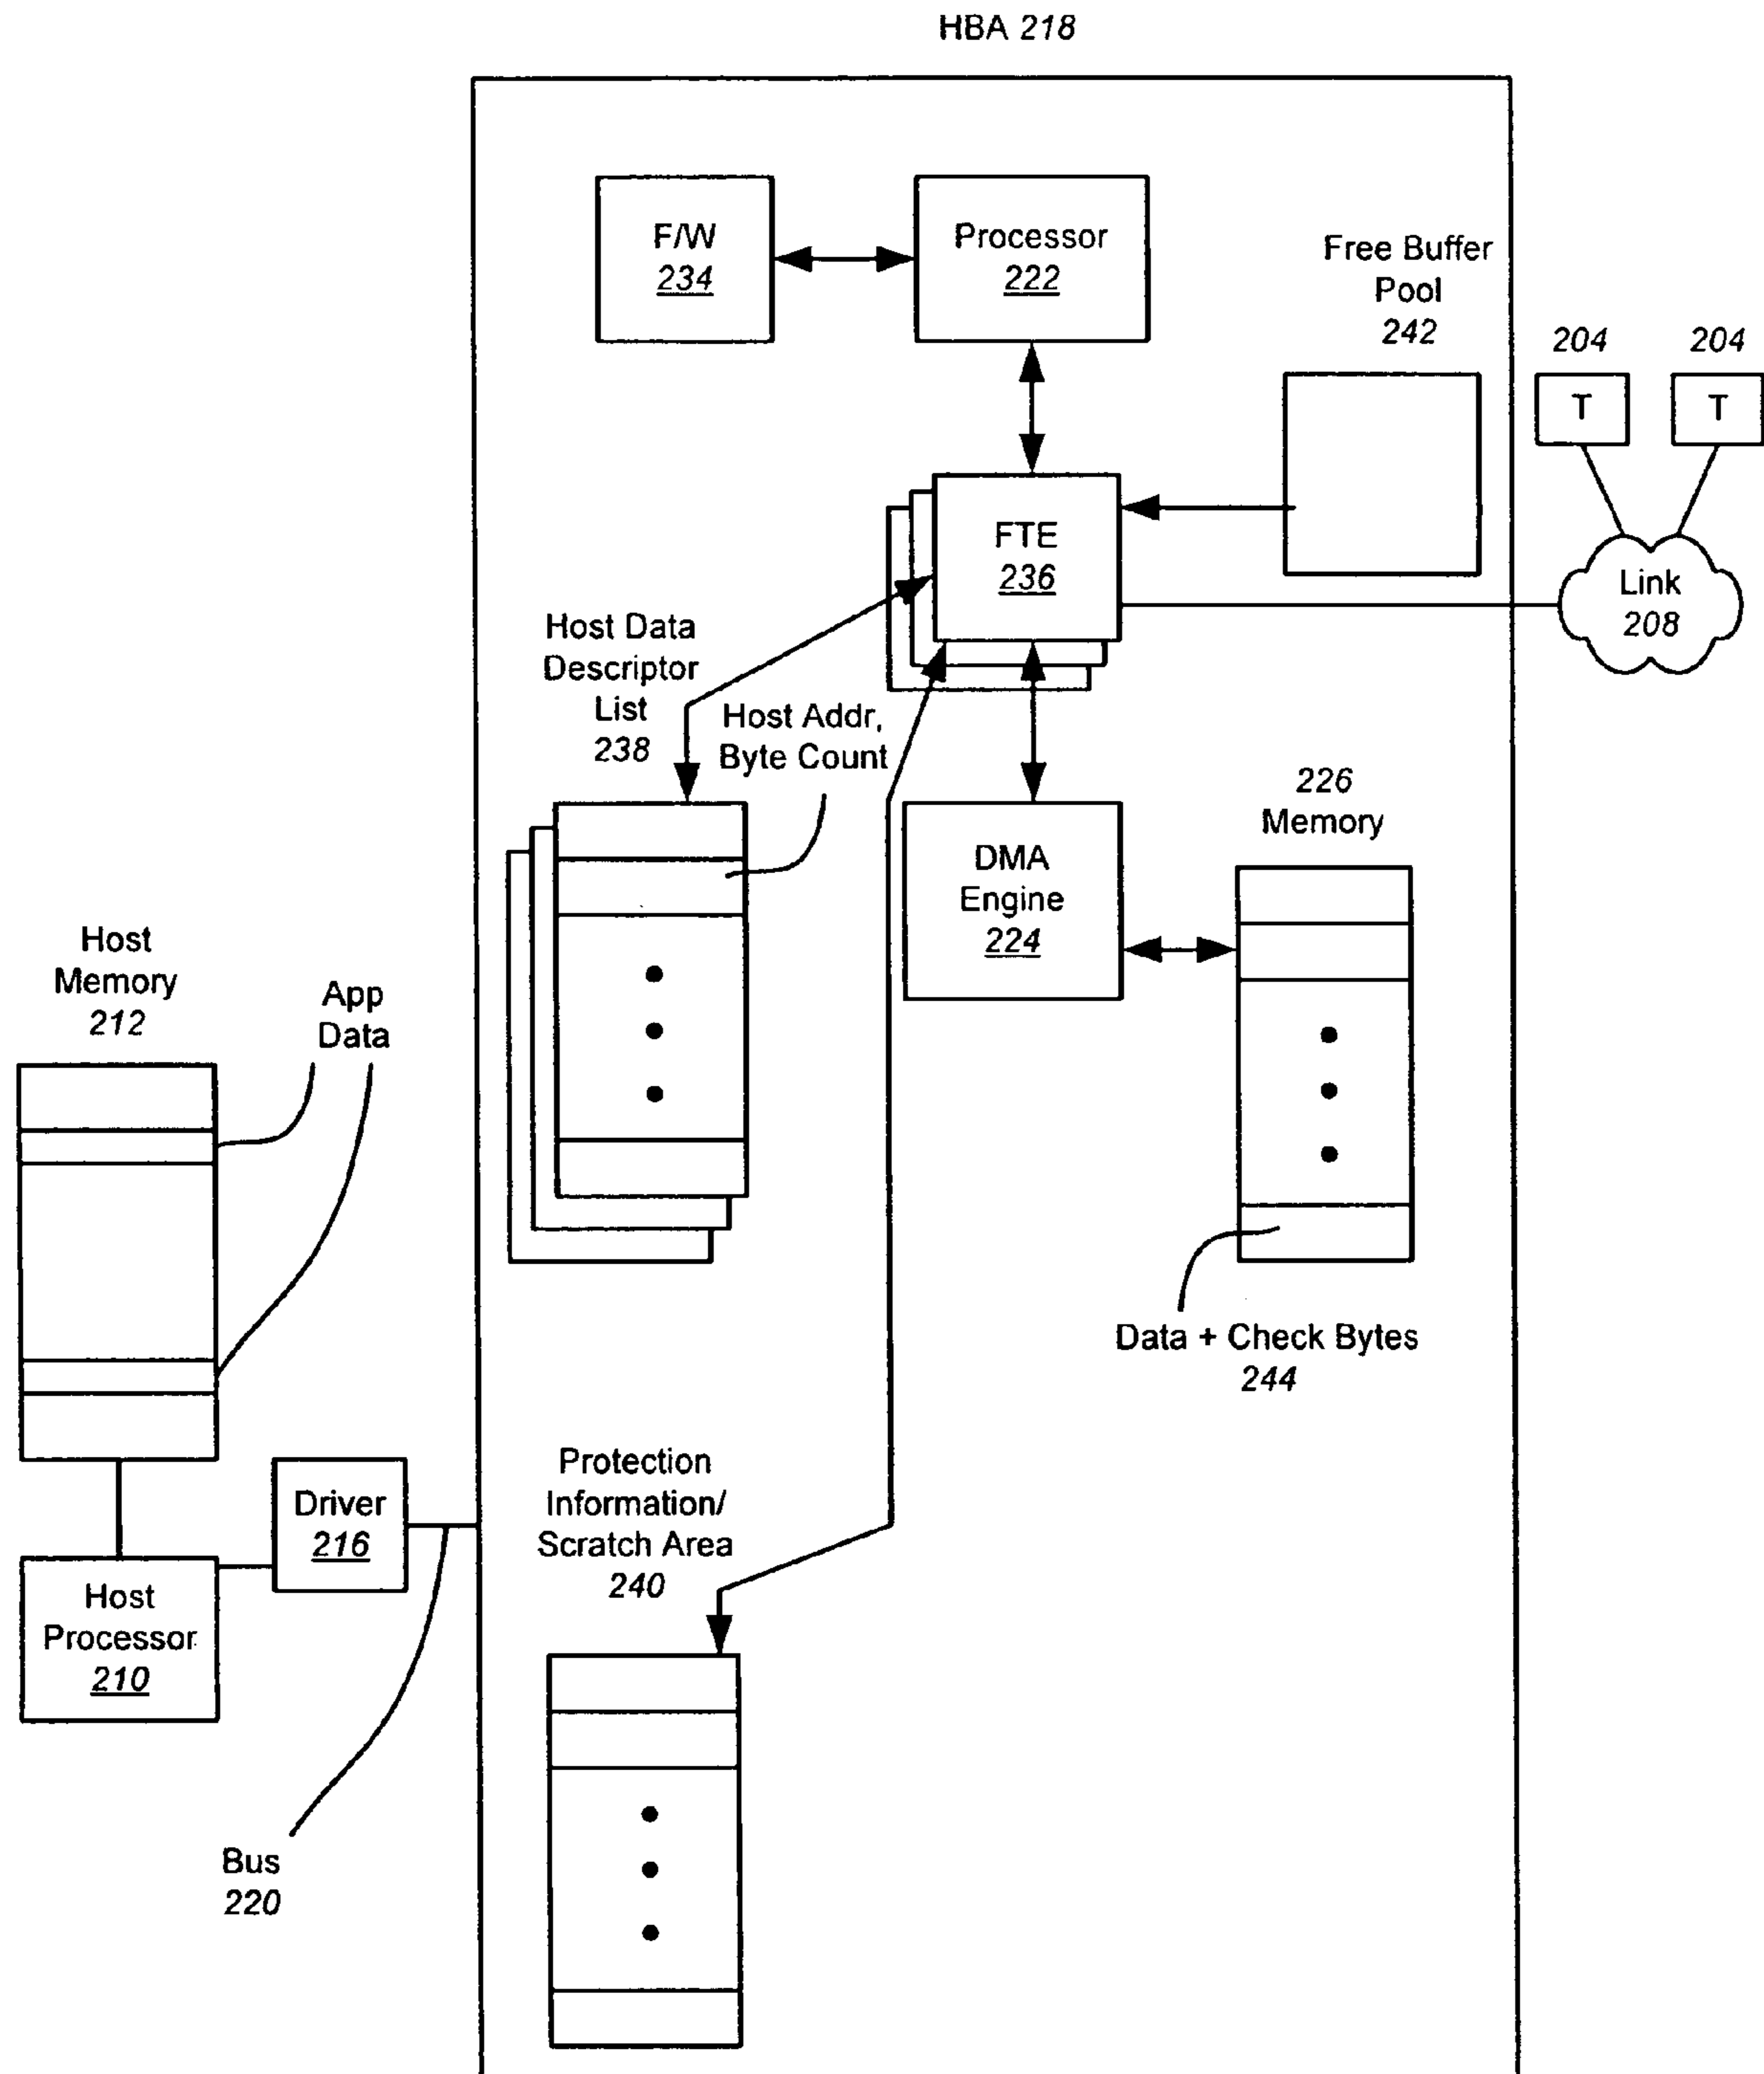 HBA 218
F/W
234
Processor
222
Free Buffer
Pool
242
204
204
T
T
FTE
236
Link
208
Host Data
Descriptor
List
238
Host Addr,
Byte Count
226
Memory
DMA
Engine
224
Host
Memory
212
App
Data
Data + Check Bytes
244
Protection
Information/
Scratch Area
240
Driver
216
Host
Processor
210
Bus
220